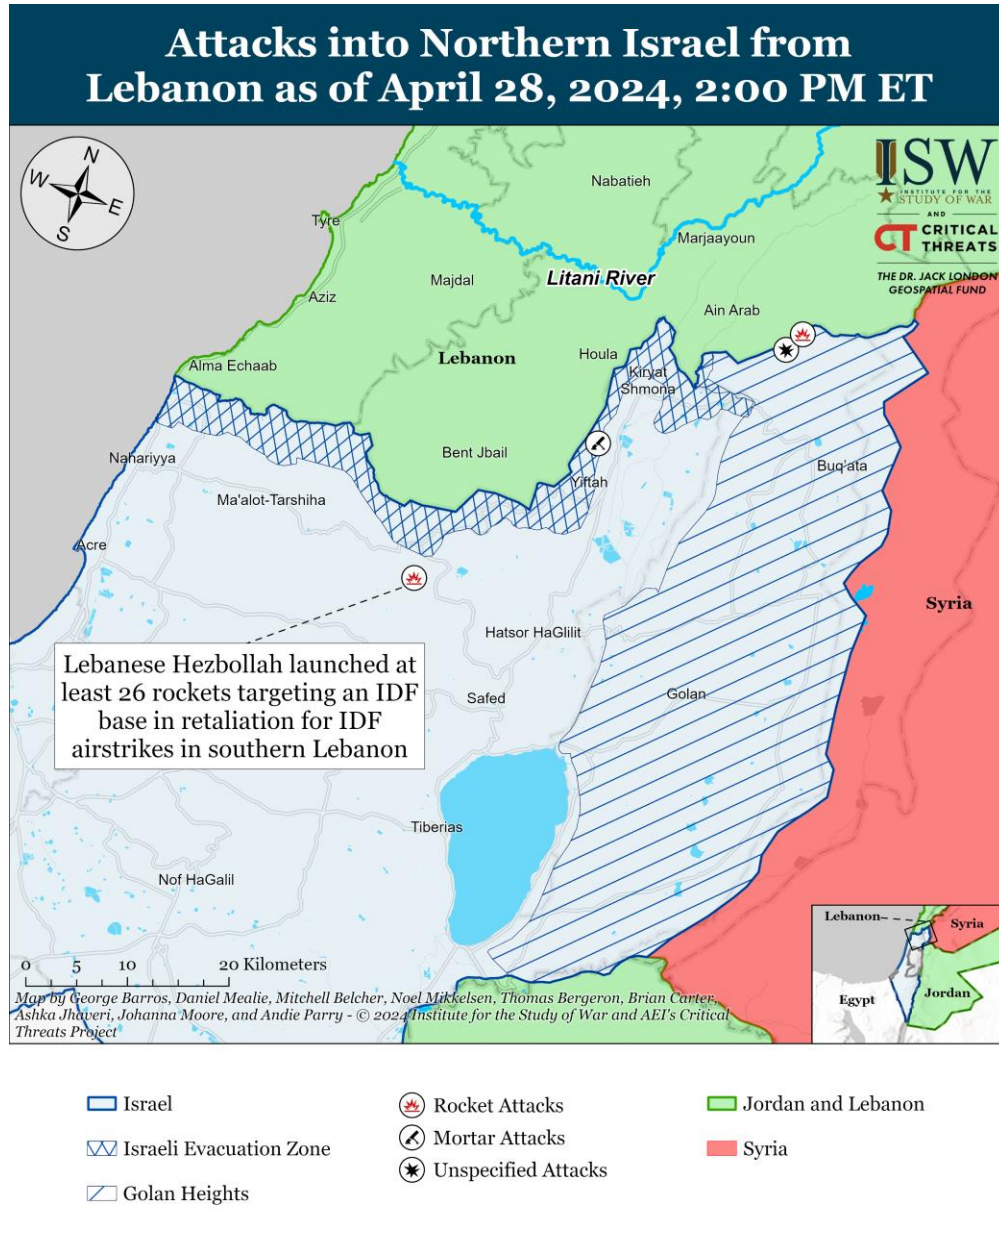 Attacks into Northern Israel from
Lebanon as of April 28, 2024, 2:00 PM ET
N
W
E
S
ISW
INSTITUTE FOR THE
STUDY OF WAR
AND
CT CRITICAL
THREATS
THE DR. JACK LONDON
GEOSPATIAL FUND
Nabatieh
Tyre
Marjaayoun
Majdal
Litani River
Aziz
Ain Arab
Lebanon
Houla
Alma Echaab
Kiryat
Shmona
Bent Jbail
Nahariyya
Buq'ata
Yiftah
Ma'alot-Tarshiha
Acre
Syria
Hatsor HaGlilit
Lebanese Hezbollah launched at
least 26 rockets targeting an IDF
base in retaliation for IDF
airstrikes in southern Lebanon
Safed
Golan
Tiberias
Nof HaGalil
Lebanon
Syria
Egypt
Jordan
0 5 10 20 Kilometers
Map by George Barros, Daniel Mealie, Mitchell Belcher, Noel Mikkelsen, Thomas Bergeron, Brian Carter,
Ashka Jhaveri, Johanna Moore, and Andie Parry - © 2024 Institute for the Study of War and AEI's Critical
Threats Project
Israel
Israeli Evacuation Zone
Golan Heights
Rocket Attacks
Mortar Attacks
Unspecified Attacks
Jordan and Lebanon
Syria